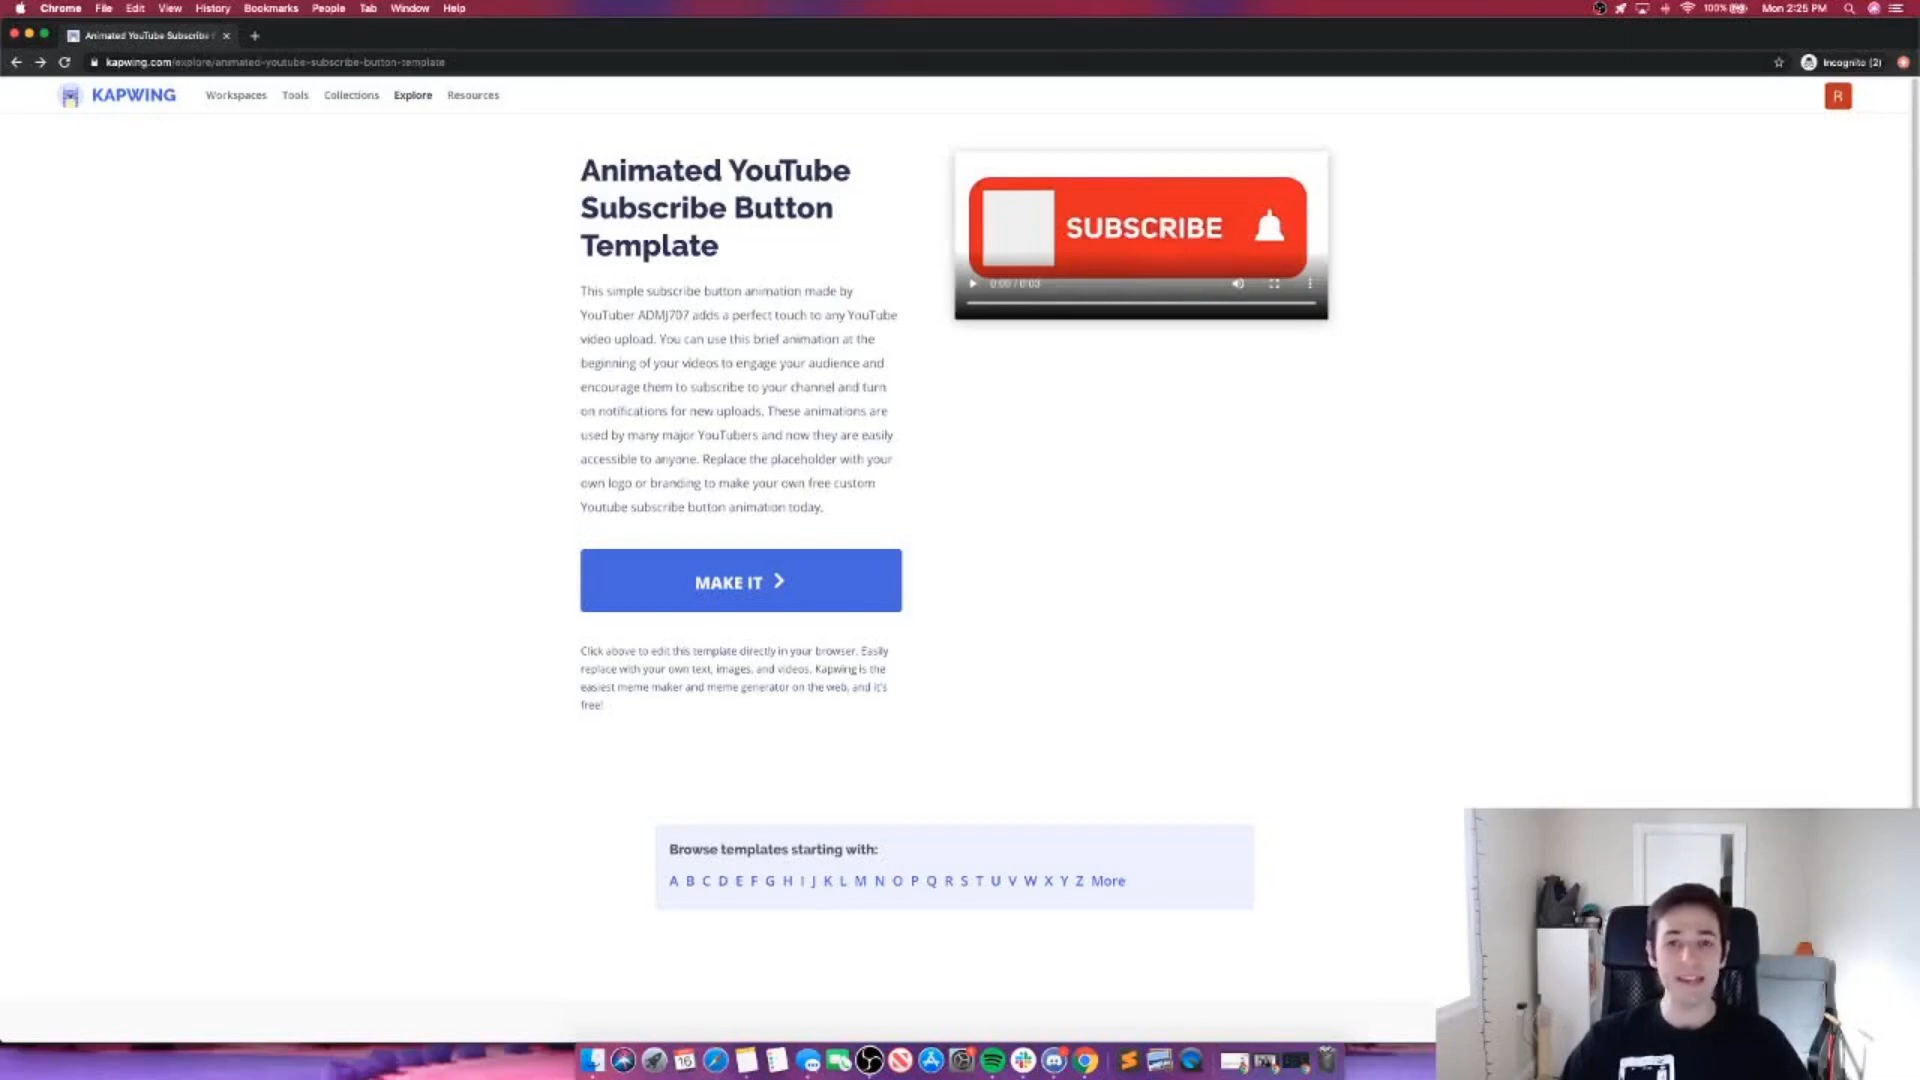 Chrome File Edit View History Bookmarks People Tab Window Help
100% Mon 2:25 PM
Animated YouTube Subscribe
kapwing.com/explore/animated-youtube-subscribe-button-template
Incognito (2)
KAPWING Workspaces Tools Collections Explore Resources
R
Animated YouTube
Subscribe Button
Template
This simple subscribe button animation made by
YouTuber ADMJ707 adds a perfect touch to any YouTube
video upload. You can use this brief animation at the
beginning of your videos to engage your audience and
encourage them to subscribe to your channel and turn
on notifications for new uploads. These animations are
used by many major YouTubers and now they are easily
accessible to anyone. Replace the placeholder with your
own logo or branding to make your own free custom
Youtube subscribe button animation today.
SUBSCRIBE
0:00 / 0:03
MAKE IT
Click above to edit this template directly in your browser. Easily
replace with your own text, images, and videos. Kapwing is the
easiest meme maker and meme generator on the web, and it's
free!
Browse templates starting with:
A B C D E F G H I J K L M N O P Q R S T U V W X Y Z More
16